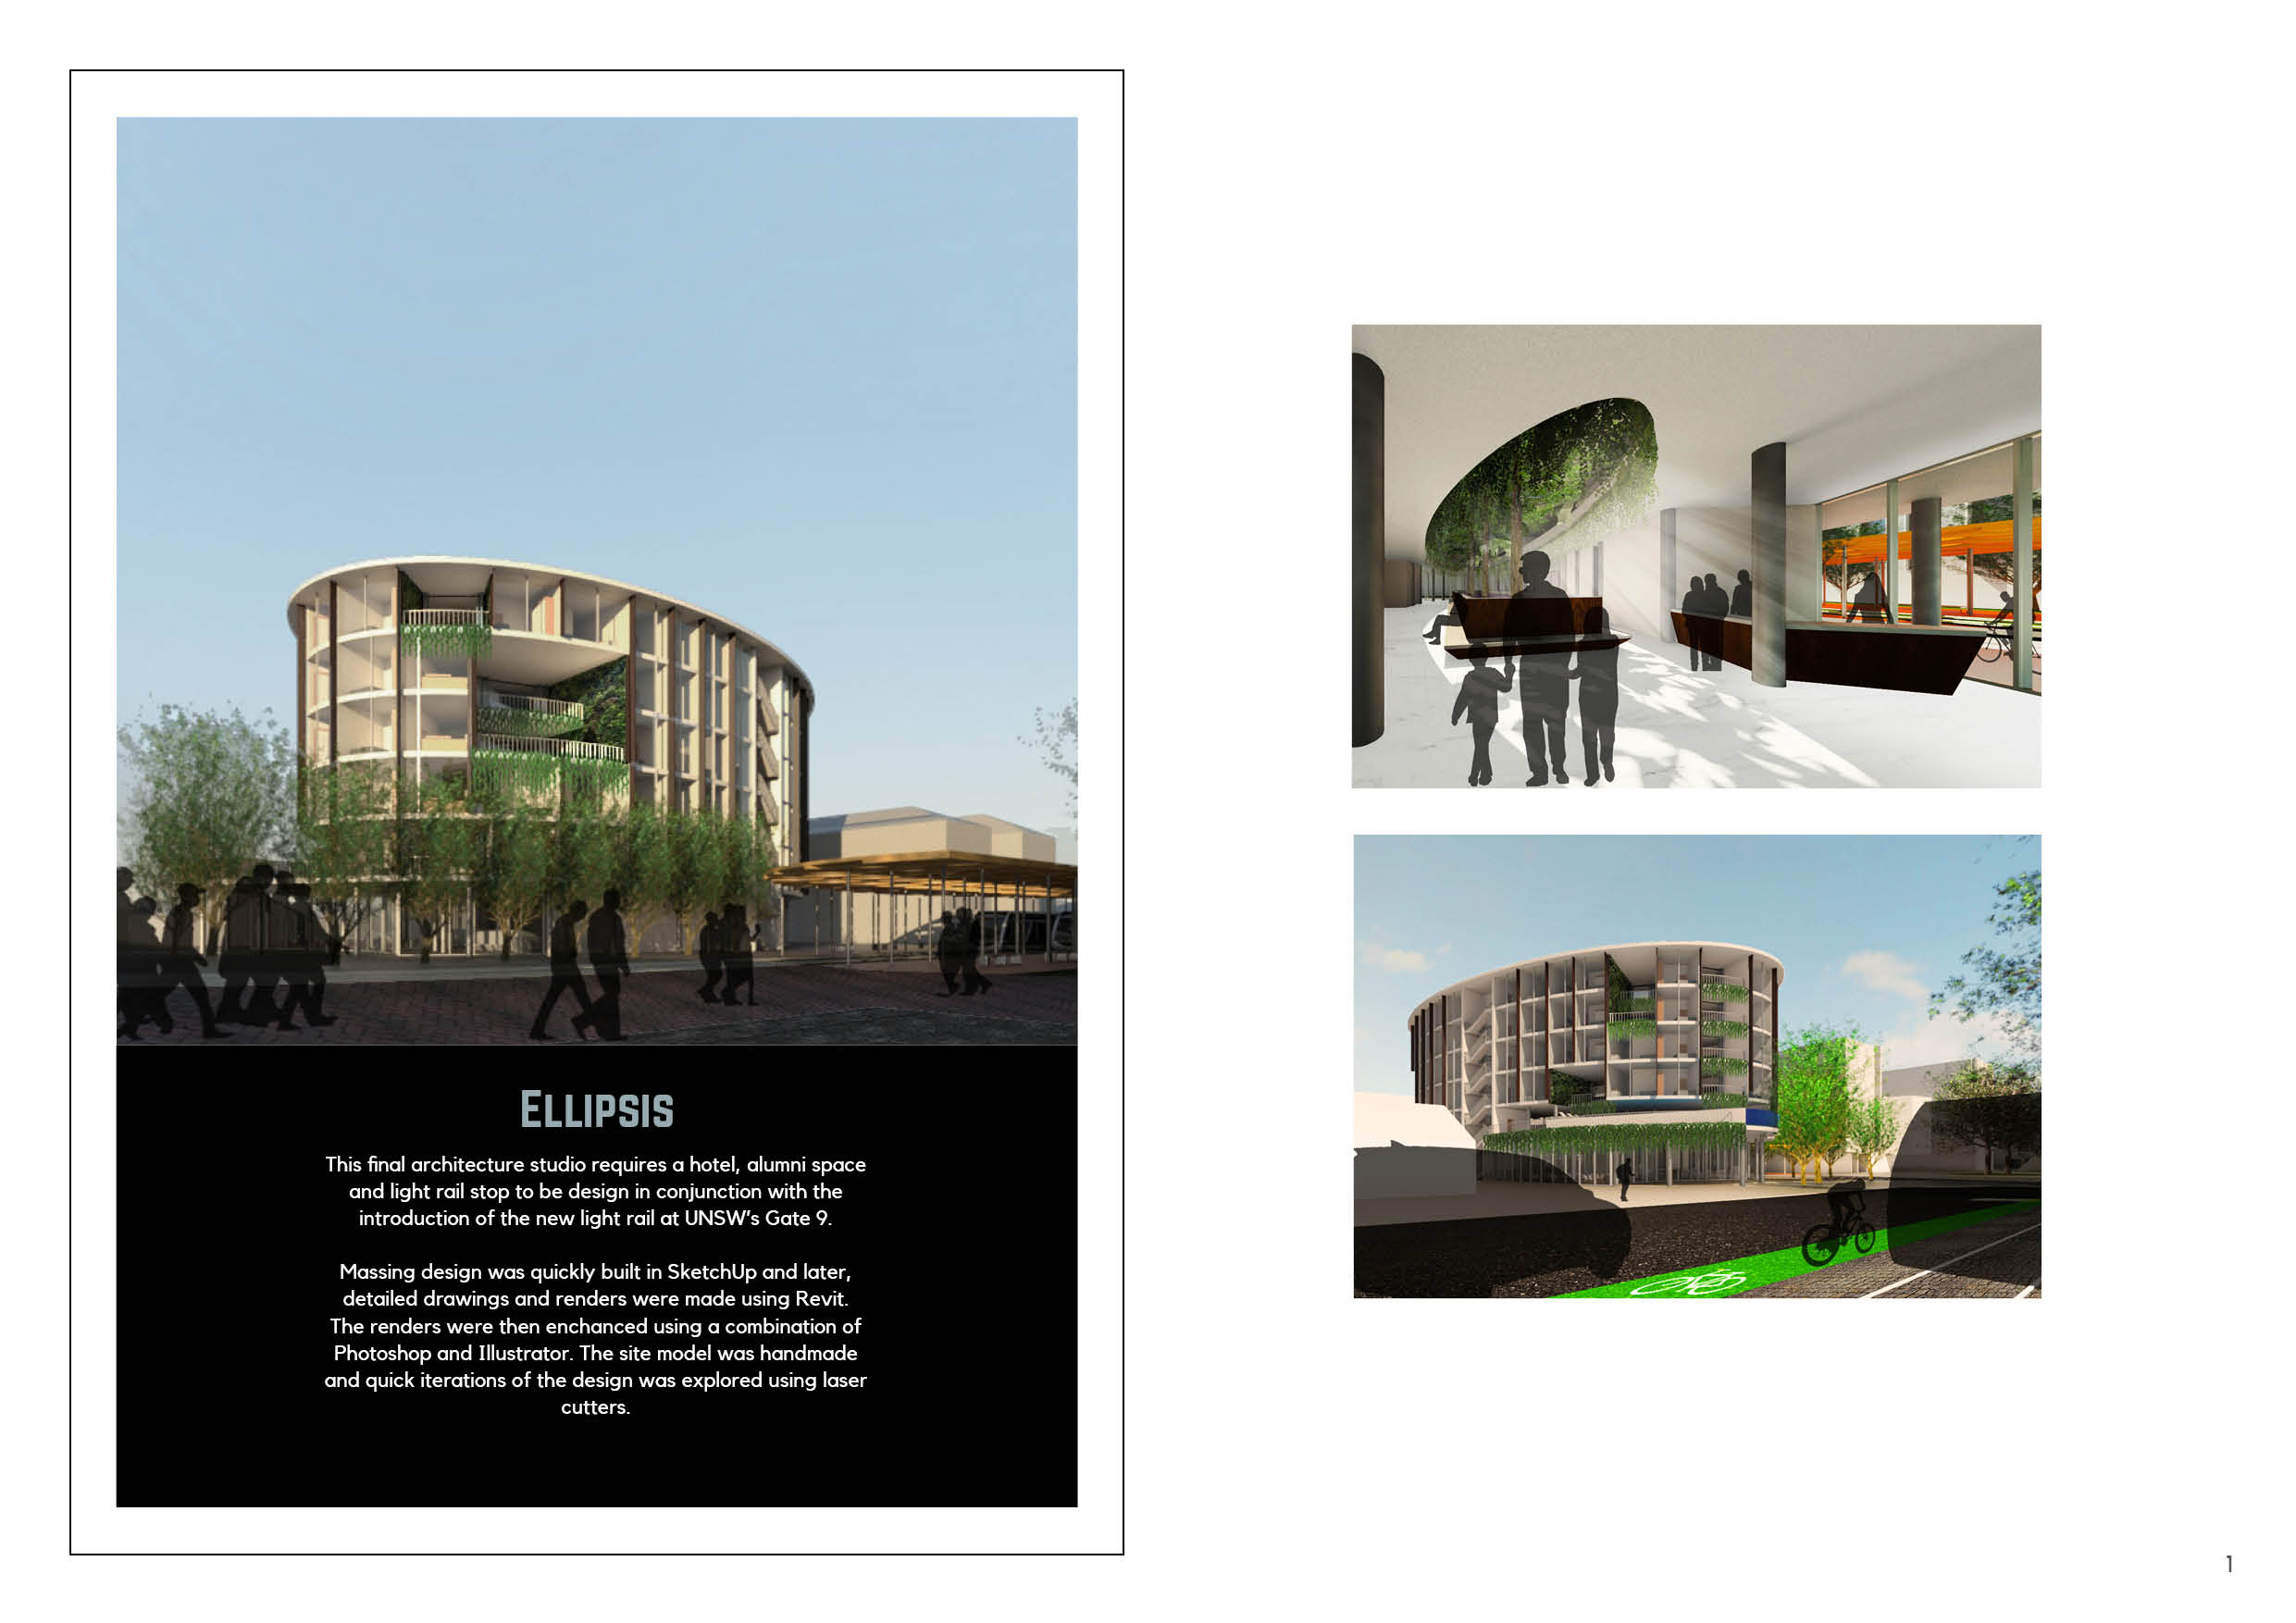 ELLIPSIS
This final architecture studio requires a hotel, alumni space
and light rail stop to be design in conjunction with the
introduction of the new light rail at UNSW's Gate 9.
Massing design was quickly built in SketchUp and later,
detailed drawings and renders were made using Revit.
The renders were then enchanced using a combination of
Photoshop and Illustrator. The site model was handmade
and quick iterations of the design was explored using laser
cutters.
1